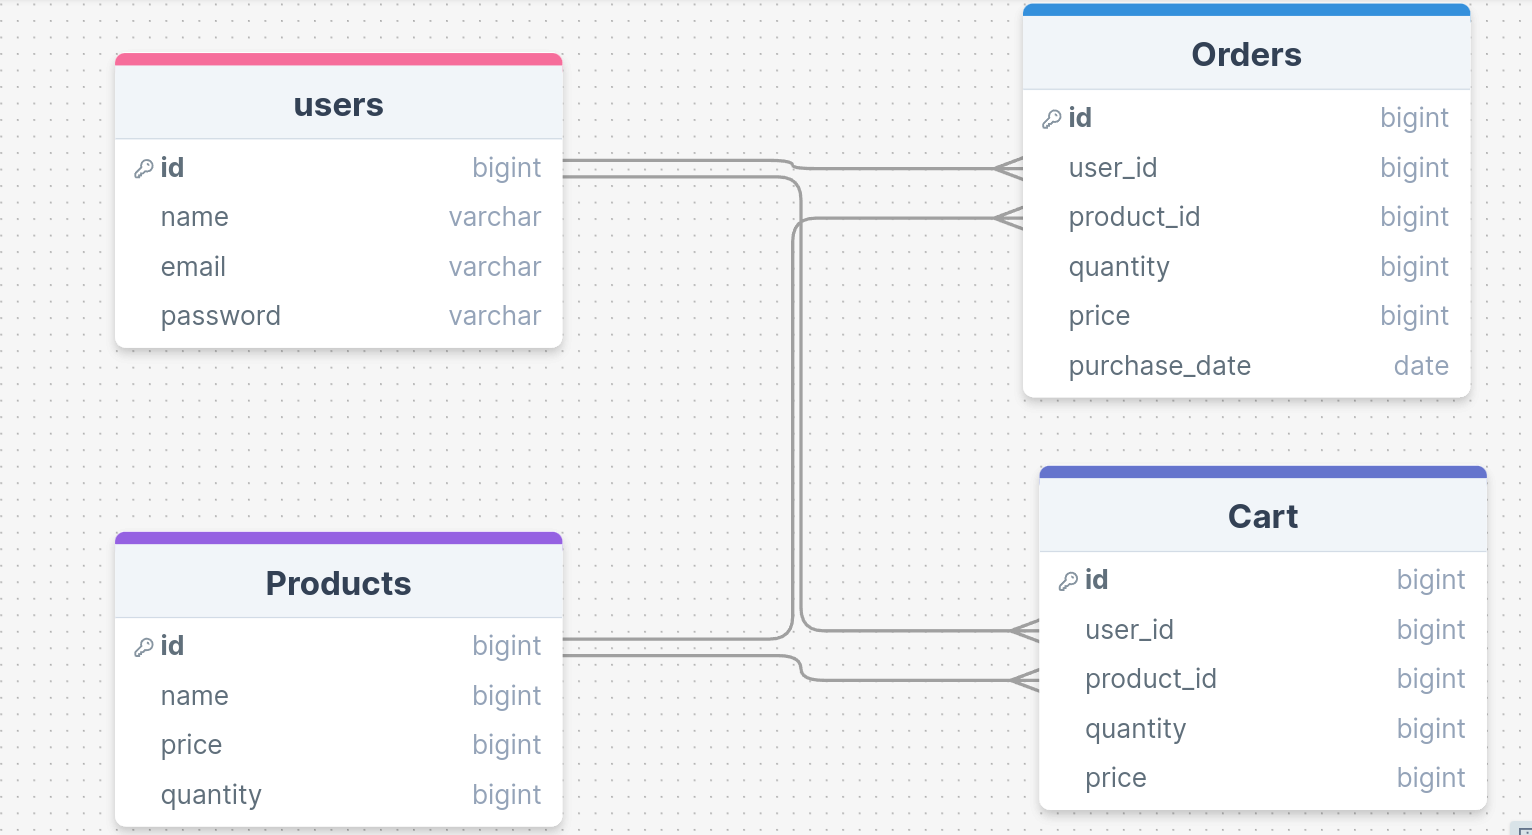 users
id bigint
name varchar
email varchar
password varchar
Orders
id bigint
user_id bigint
product_id bigint
quantity bigint
price bigint
purchase_date date
Products
id bigint
name bigint
price bigint
quantity bigint
Cart
id bigint
user_id bigint
product_id bigint
quantity bigint
price bigint